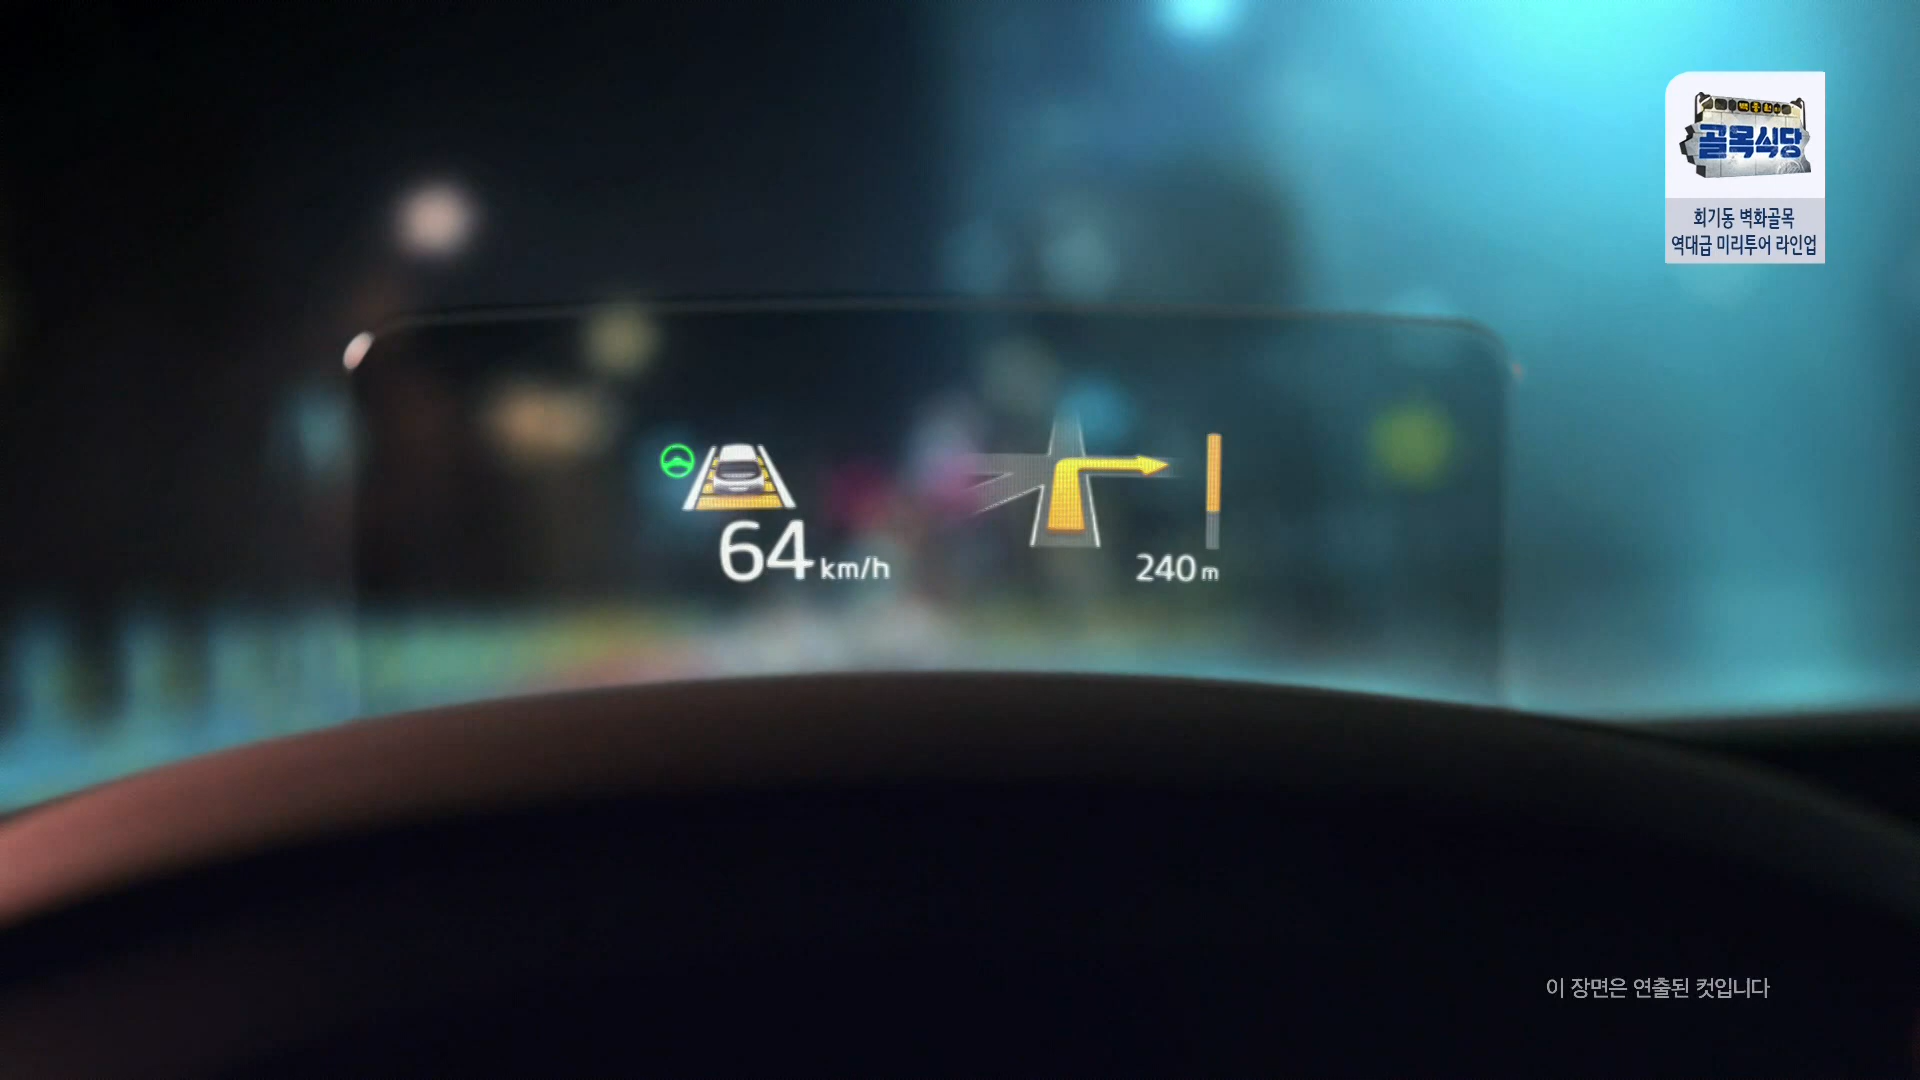 골목식당
회기동 벽화골목
역대급 미리투어 라인업
64 km/h
240 m
이 장면은 연출된 컷입니다